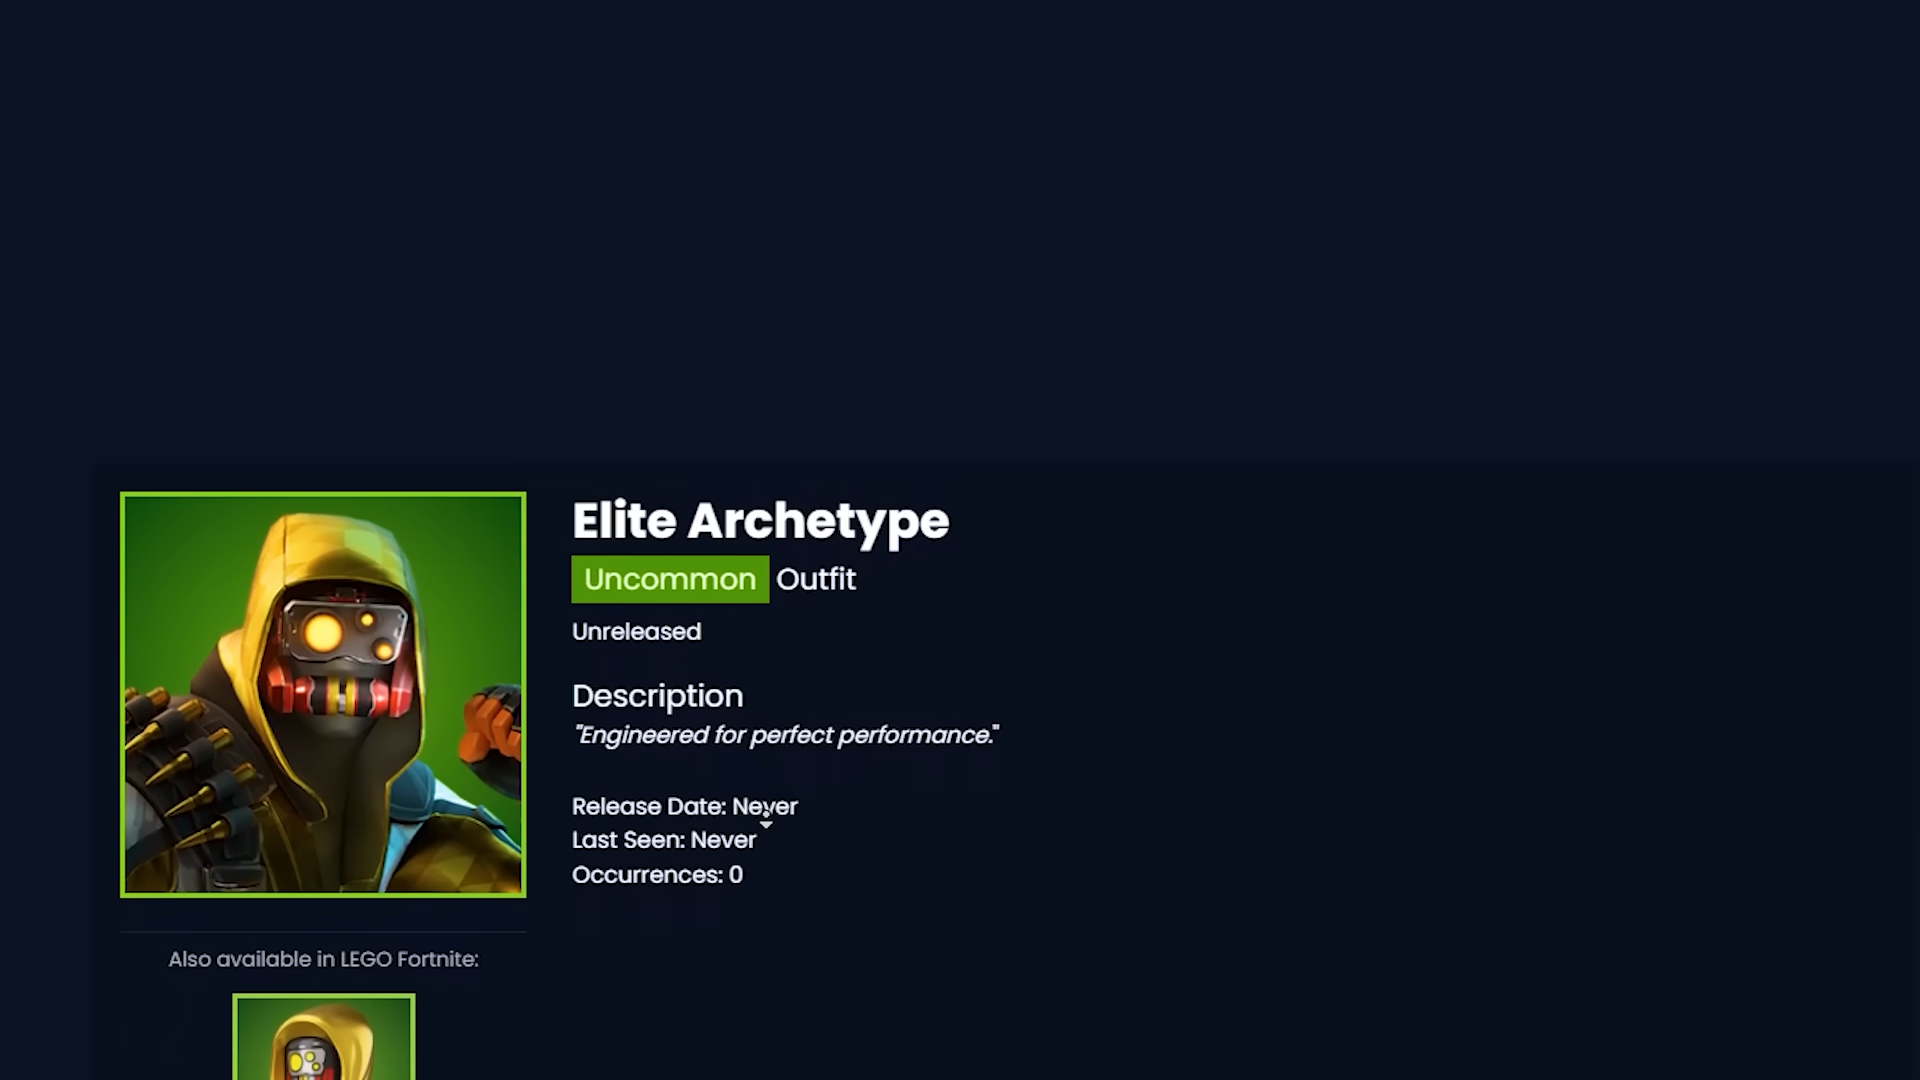 Elite Archetype
Uncommon Outfit
Unreleased
Description
"Engineered for perfect performance."
Release Date: Never
Last Seen: Never
Occurrences: 0
Also available in LEGO Fortnite: